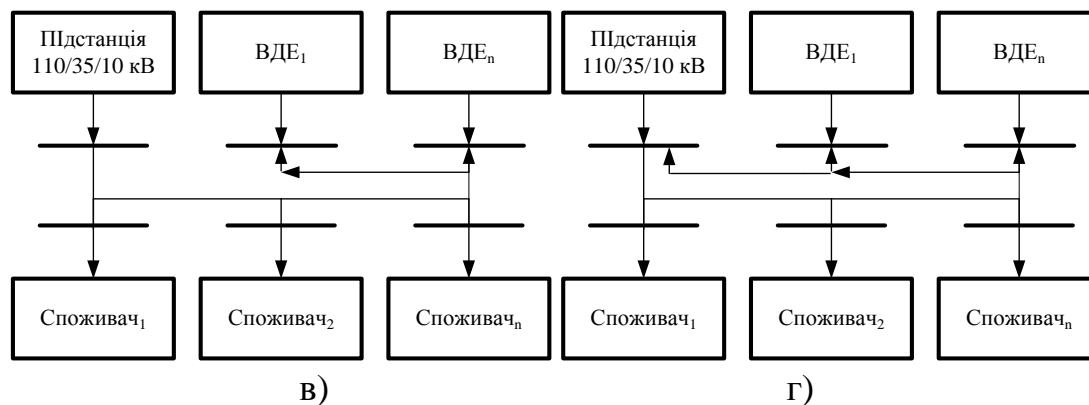 ПІдстанція
110/35/10 кВ
ВДЕ₁
ВДЕₙ
ПІдстанція
110/35/10 кВ
ВДЕ₁
ВДЕₙ
Споживач₁
Споживач₂
Споживачₙ
Споживач₁
Споживач₂
Споживачₙ
в)
г)